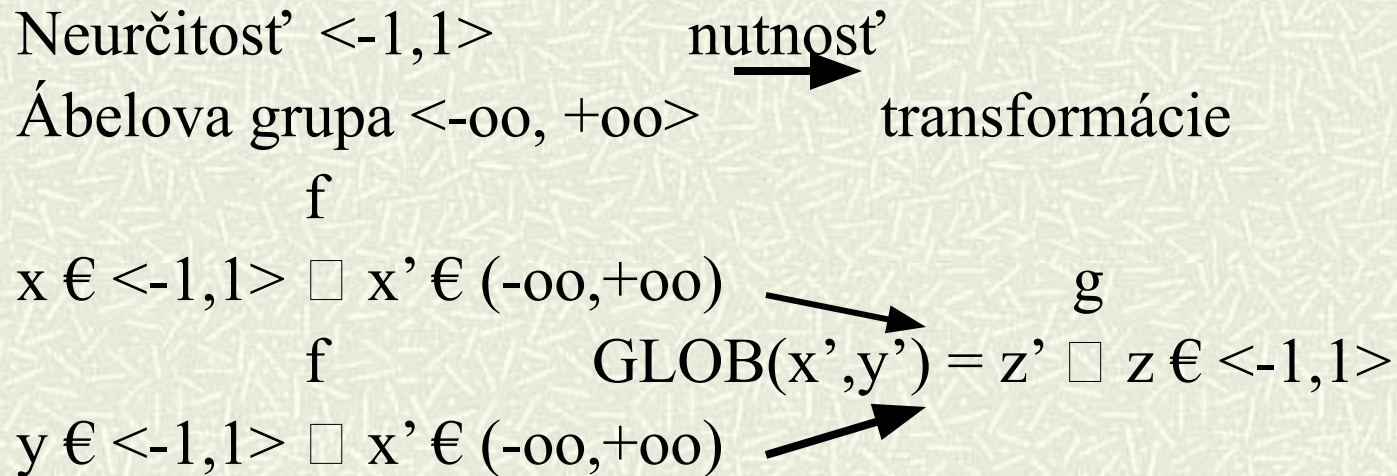 Neurčitosť <-1,1> nutnosť
Ábelova grupa <-oo, +oo> transformácie
f
x € <-1,1> □ x’ € (-oo,+oo) g
f GLOB(x’,y’) = z’ □ z € <-1,1>
y € <-1,1> □ x’ € (-oo,+oo)